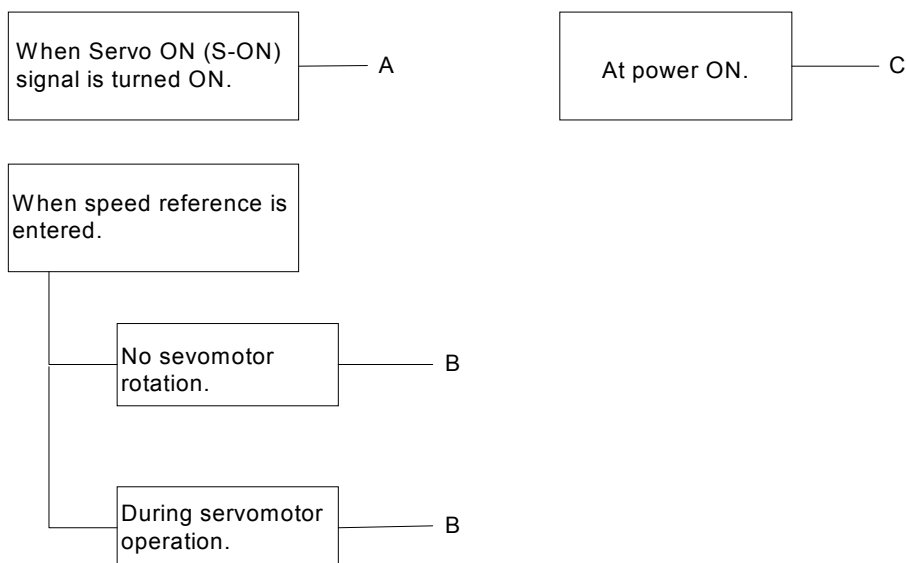 When Servo ON (S-ON)
signal is turned ON.
A
At power ON.
C
When speed reference is
entered.
No sevomotor
rotation.
B
During servomotor
operation.
B